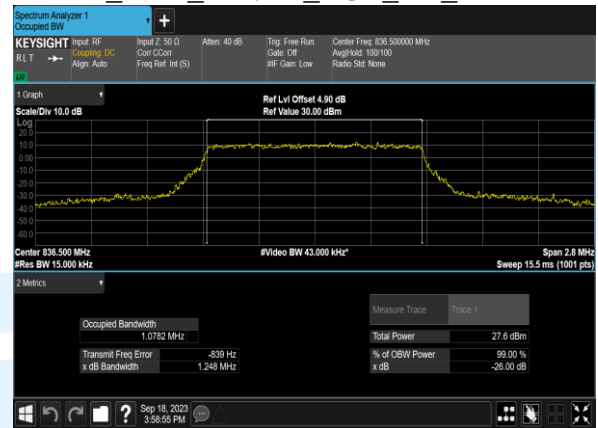 Spectrum Analyzer 1
Occupied BW
KEYSIGHT
RLT
LV
Input: RF
Coupling: DC
Align: Auto
Input Z: 50 Ω
Corr CCorr
Freq Ref: Int (S)
Atten: 40 dB
Trig: Free Run
Gate: Off
#IF Gain: Low
Center Freq: 836.500000 MHz
Avg|Hold: 100/100
Radio Std: None
1 Graph
Scale/Div 10.0 dB
Ref Lvl Offset 4.90 dB
Ref Value 30.00 dBm
Log
20.0
10.0
0.00
-10.0
-20.0
-30.0
-40.0
-50.0
-60.0
Center 836.500 MHz
#Video BW 43.000 kHz*
Span 2.8 MHz
#Res BW 15.000 kHz
Sweep 15.5 ms (1001 pts)
2 Metrics
Measure Trace Trace 1
Occupied Bandwidth
1.0782 MHz
Total Power 27.6 dBm
Transmit Freq Error -839 Hz
% of OBW Power 99.00 %
x dB Bandwidth 1.248 MHz
x dB -26.00 dB
Sep 18, 2023
3:58:55 PM